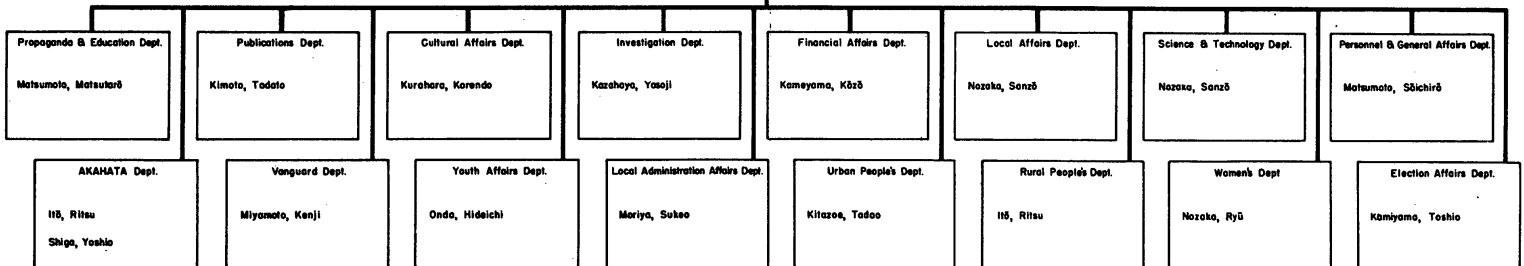 Propaganda & Education Dept.
Matsumoto, Matsutarō
Publications Dept.
Kimoto, Tadato
Cultural Affairs Dept.
Kurahara, Korendo
Investigation Dept.
Kazahaya, Yasoji
Financial Affairs Dept.
Kameyama, Kōzō
Local Affairs Dept.
Nozaka, Sanzō
Science & Technology Dept.
Nozaka, Sanzō
Personnel & General Affairs Dept.
Matsumoto, Sōichirō
AKAHATA Dept.
Itō, Ritsu
Shiga, Yoshio
Vanguard Dept.
Miyamoto, Kenji
Youth Affairs Dept.
Onda, Hideichi
Local Administration Affairs Dept.
Moriya, Sukeo
Urban People's Dept.
Kitazoe, Tadao
Rural People's Dept.
Itō, Ritsu
Women's Dept
Nozaka, Ryū
Election Affairs Dept.
Kamiyama, Toshio